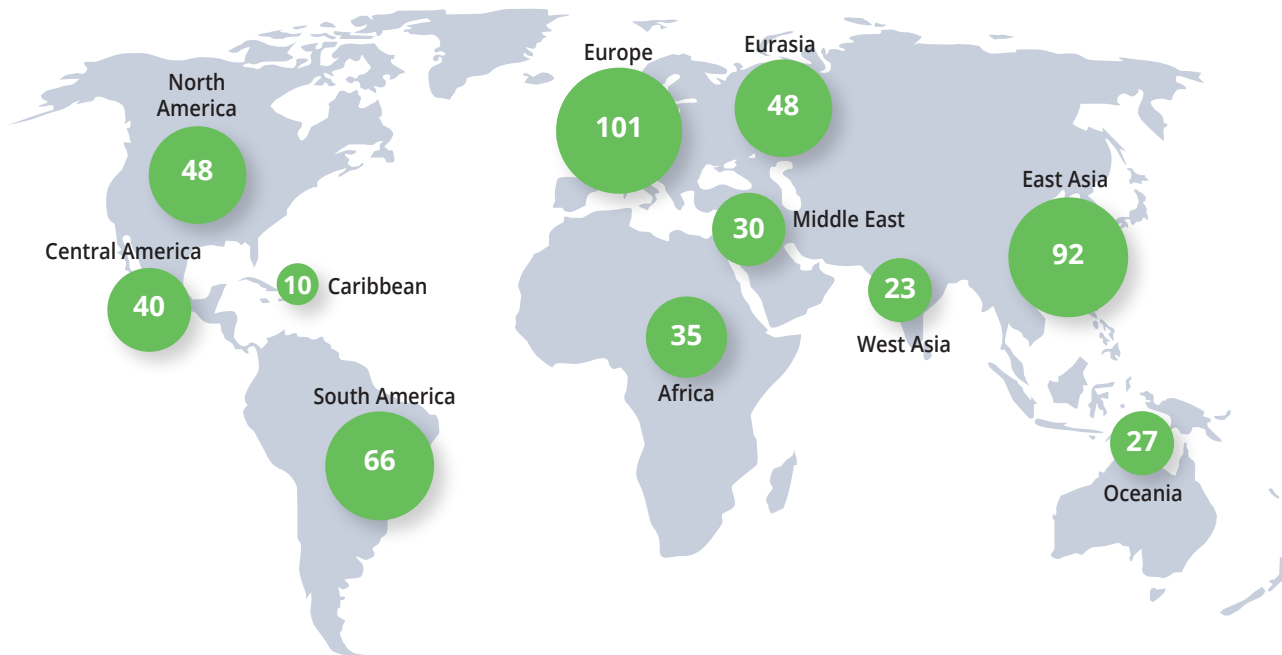 North
America
48
Central America
40
10
Caribbean
South America
66
Europe
101
Eurasia
48
30
Middle East
35
Africa
23
West Asia
East Asia
92
27
Oceania